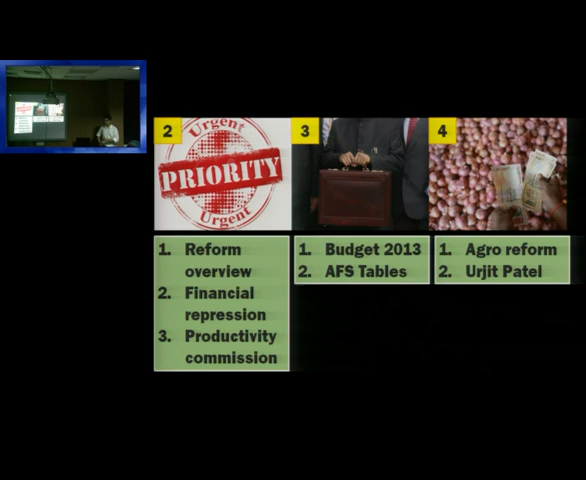 2
Urgent
PRIORITY
Urgent
1. Reform
overview
2. Financial
repression
3. Productivity
commission
3
1. Budget 2013
2. AFS Tables
4
1. Agro reform
2. Urjit Patel